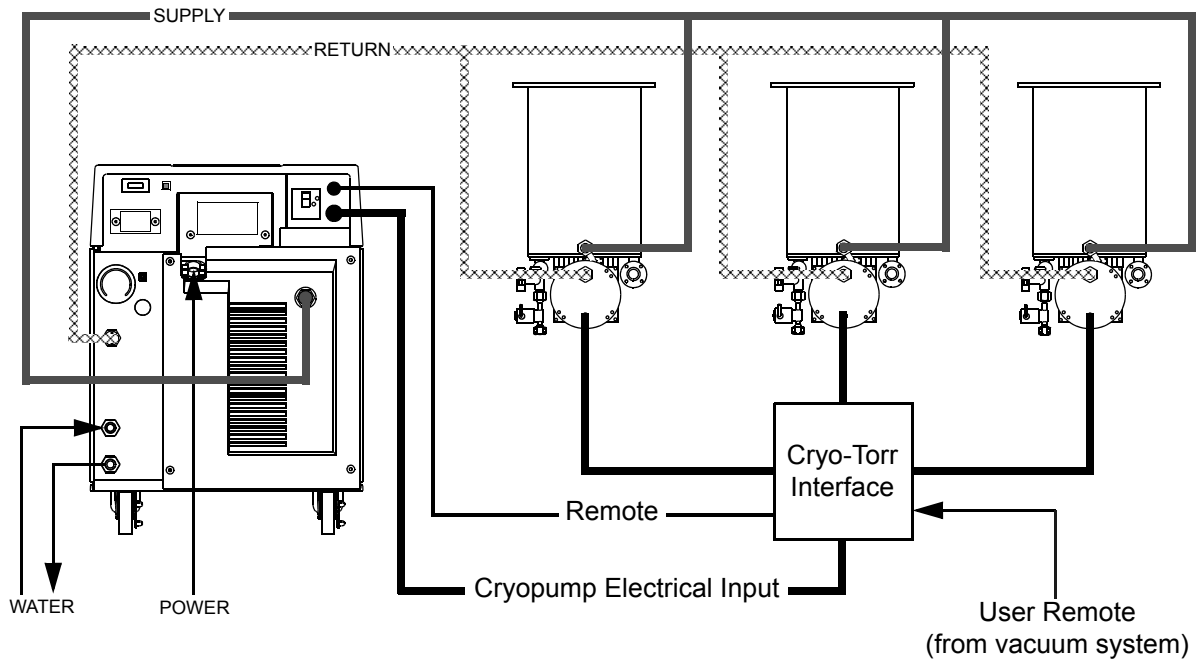 SUPPLY
RETURN
Cryo-Torr
Interface
Remote
Cryopump Electrical Input
WATER
POWER
User Remote
(from vacuum system)